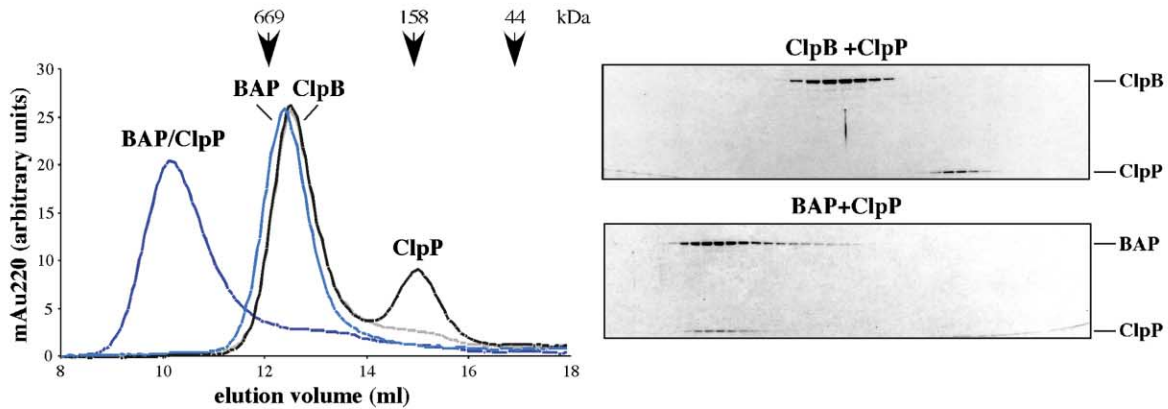 669 158 44 kDa
30
25
20
15
10
5
0
mAu220 (arbitrary units)
BAP ClpB
BAP/ClpP
ClpP
8 10 12 14 16 18
elution volume (ml)
ClpB +ClpP
ClpB
ClpP
BAP+ClpP
BAP
ClpP